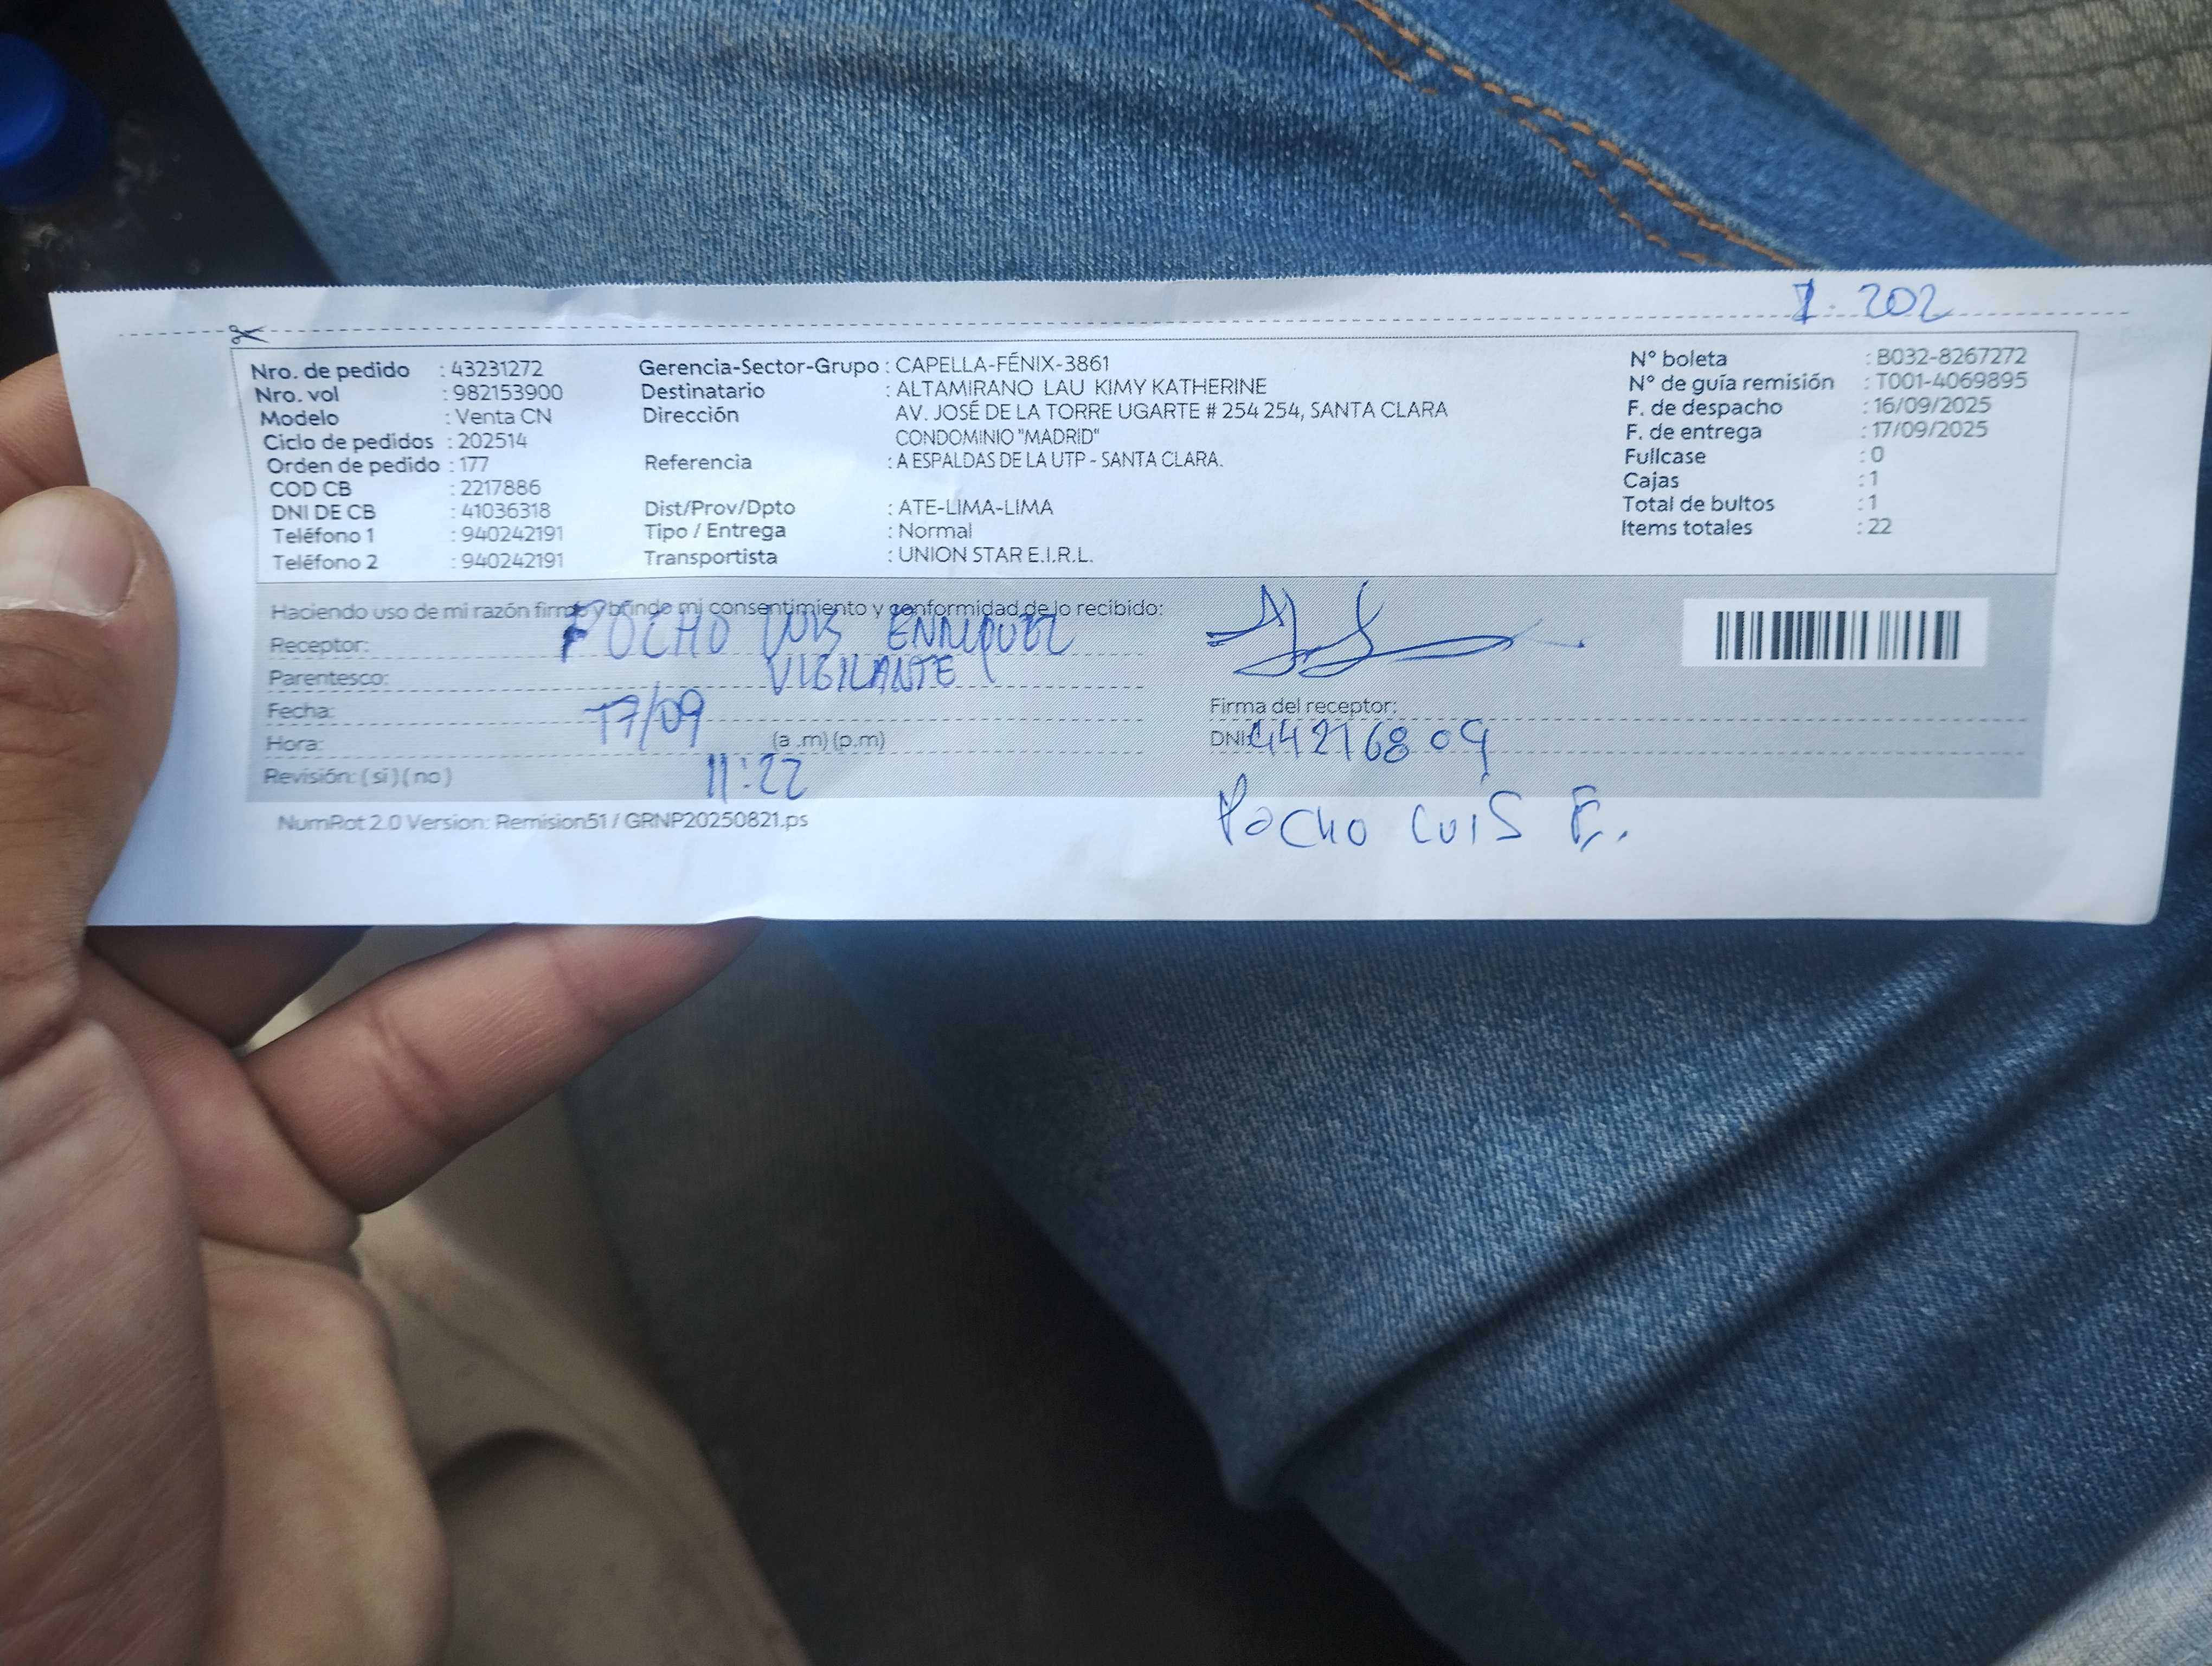 I. 202
Nro. de pedido : 43231272
Nro. vol : 982153900
Modelo : Venta CN
Ciclo de pedidos : 202514
Orden de pedido : 177
COD CB : 2217886
DNI DE CB : 41036318
Teléfono 1 : 940242191
Teléfono 2 : 940242191
Gerencia-Sector-Grupo : CAPELLA-FÉNIX-3861
Destinatario : ALTAMIRANO LAU KIMY KATHERINE
Dirección AV. JOSÉ DE LA TORRE UGARTE # 254 254, SANTA CLARA
CONDOMINIO "MADRID"
Referencia : A ESPALDAS DE LA UTP - SANTA CLARA.
Dist/Prov/Dpto : ATE-LIMA-LIMA
Tipo / Entrega : Normal
Transportista : UNION STAR E.I.R.L.
N° boleta : B032-8267272
N° de guía remisión : T001-4069895
F. de despacho : 16/09/2025
F. de entrega : 17/09/2025
Fullcase : 0
Cajas : 1
Total de bultos : 1
Items totales : 22
Haciendo uso de mi razón firmo y brindo mi consentimiento y conformidad de lo recibido:
Receptor: POCHO LUIS ENRIQUEZ
Parentesco: VIGILANTE
Fecha: 17/09
Hora: (a .m) (p.m)
11:22
Revisión: ( si ) ( no )
Firma del receptor:
DNI: 44216809
Pocho LUIS E.
NumRot 2.0 Version: Remision51 / GRNP20250821.ps